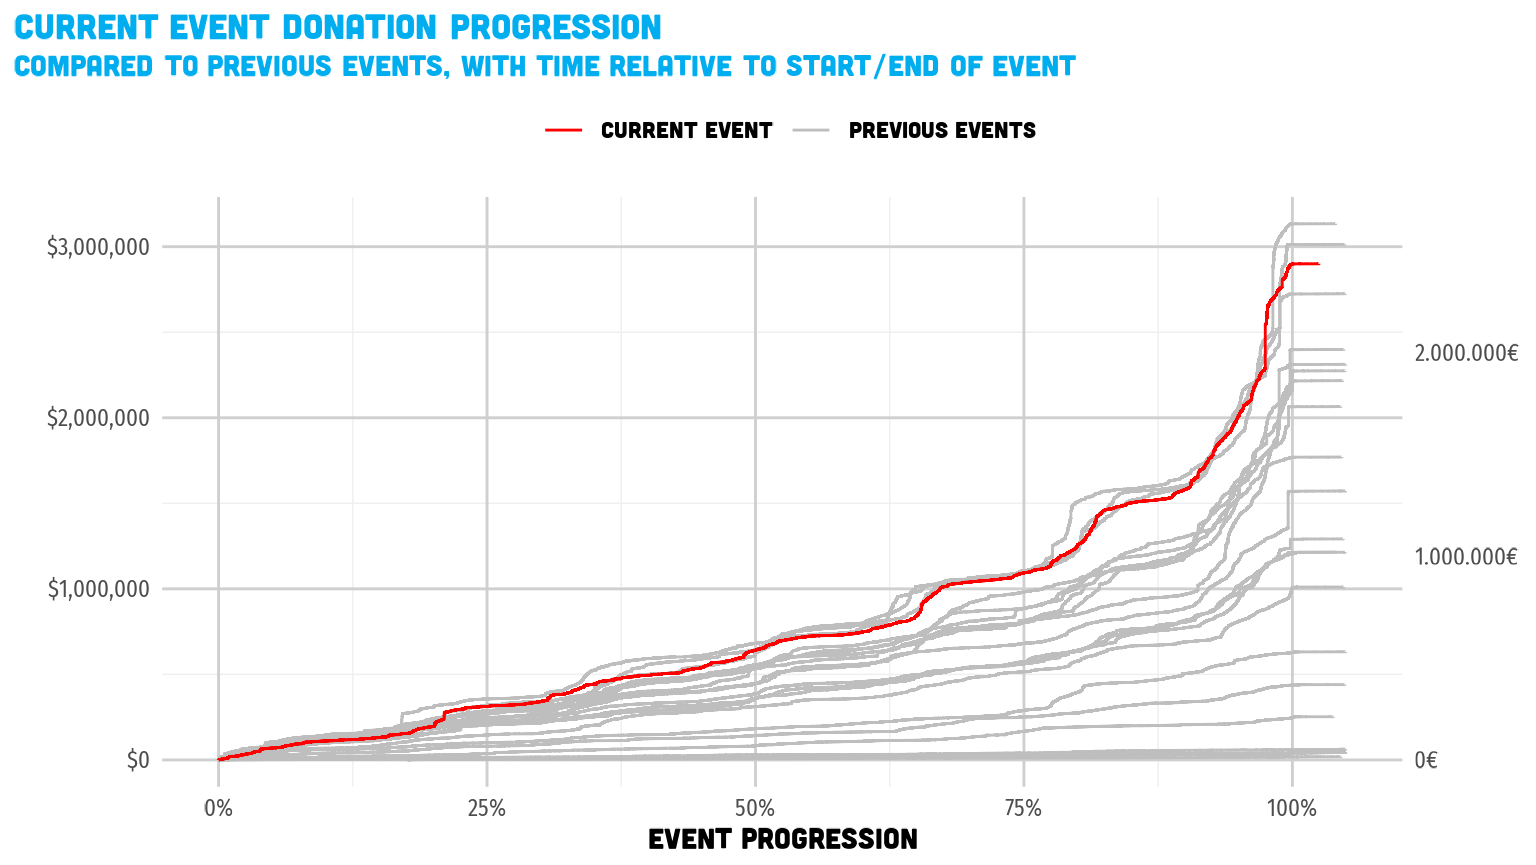 CURRENT EVENT DONATION PROGRESSION
COMPARED TO PREVIOUS EVENTS, WITH TIME RELATIVE TO START/END OF EVENT
CURRENT EVENT PREVIOUS EVENTS
$3,000,000
2.000.000€
$2,000,000
1.000.000€
$1,000,000
$0 0€
0% 25% 50% 75% 100%
EVENT PROGRESSION